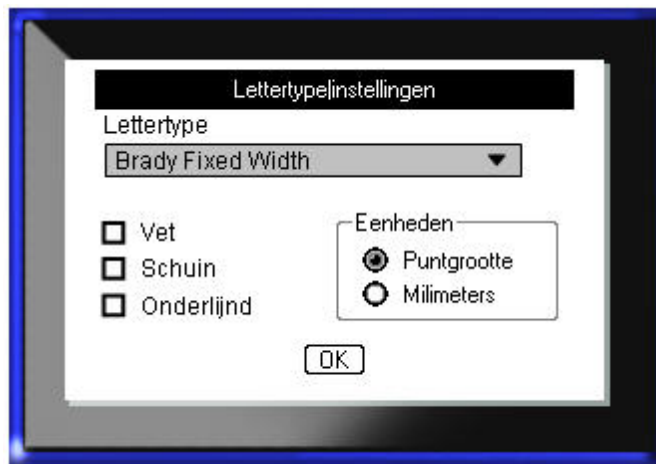 Lettertype|instellingen
Lettertype
Brady Fixed Width
Vet
Schuin
Onderlijnd
Eenheden
Puntgrootte
Milimeters
OK